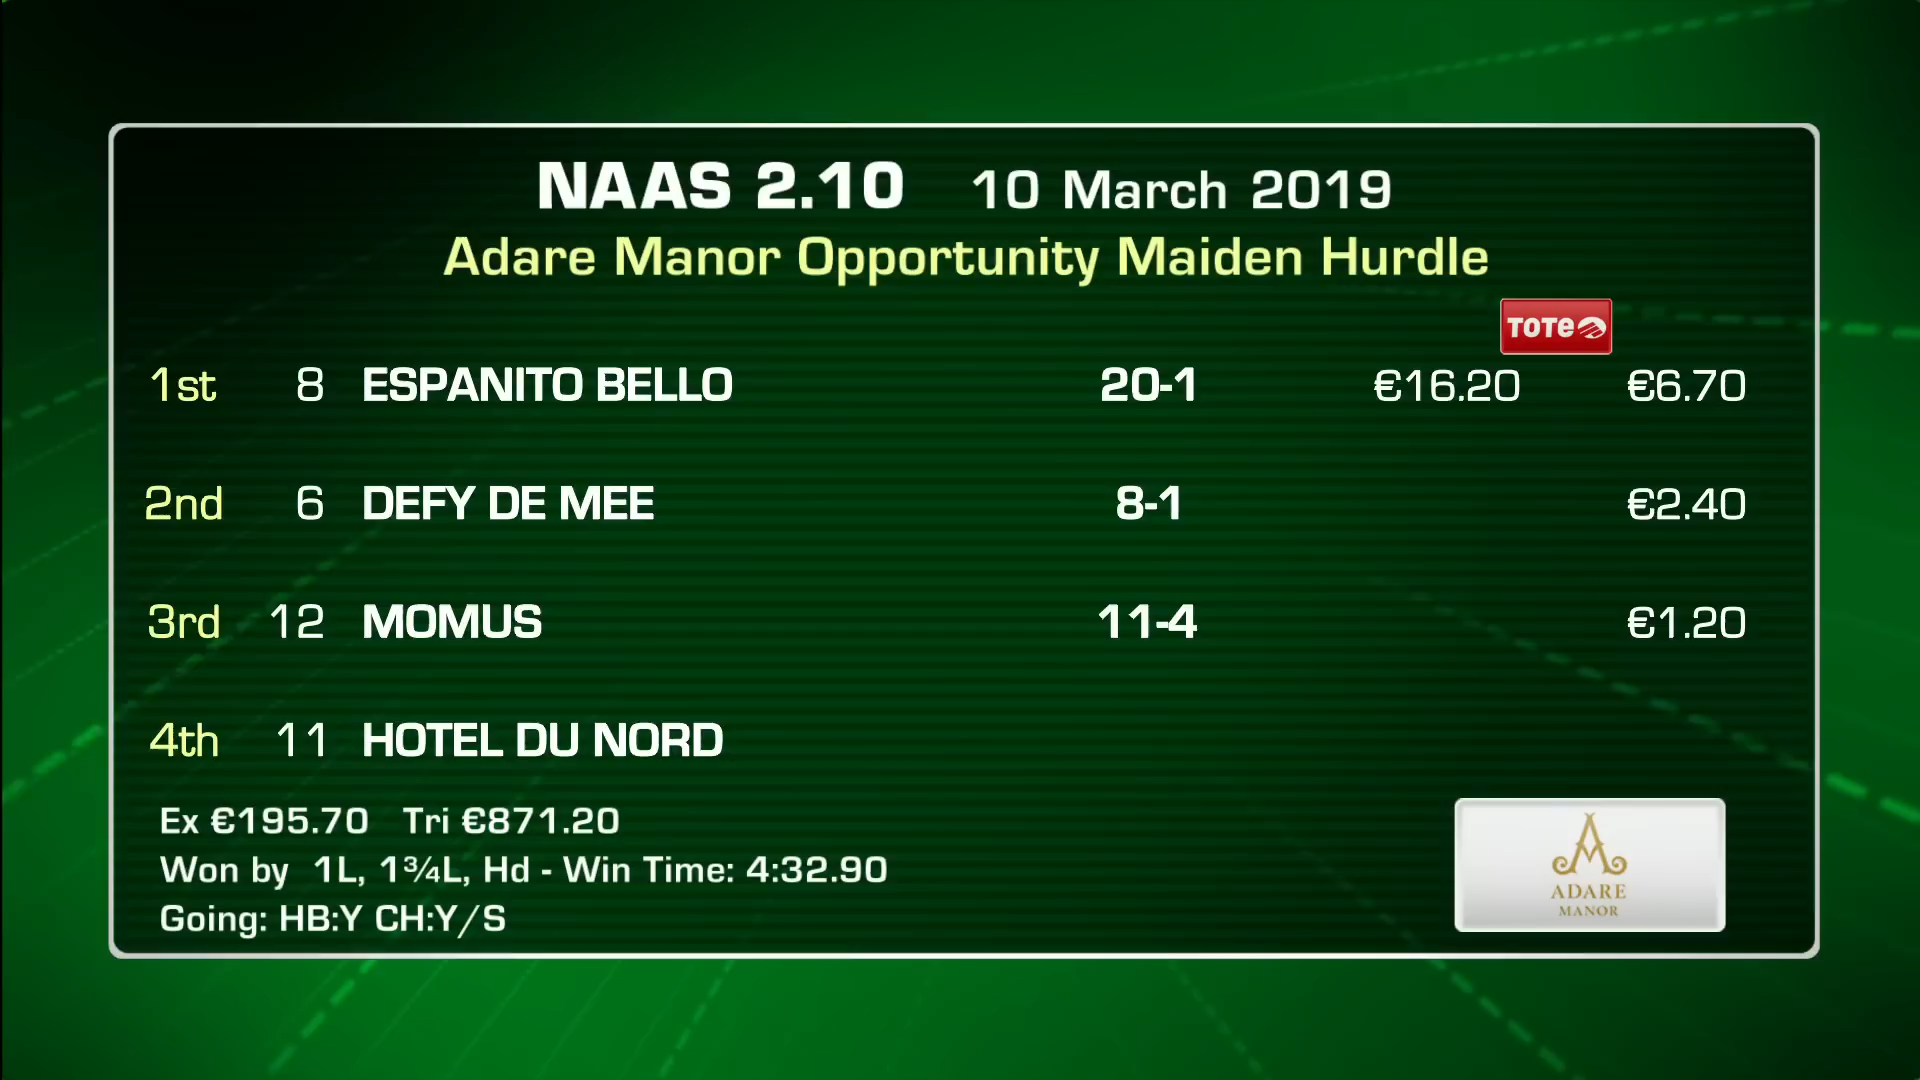 NAAS 2.10 10 March 2019
Adare Manor Opportunity Maiden Hurdle
TOTE
1st 8 ESPANITO BELLO 20-1 €16.20 €6.70
2nd 6 DEFY DE MEE 8-1 €2.40
3rd 12 MOMUS 11-4 €1.20
4th 11 HOTEL DU NORD
Ex €195.70 Tri €871.20
Won by 1L, 1¾L, Hd - Win Time: 4:32.90
Going: HB:Y CH:Y/S
ADARE
MANOR